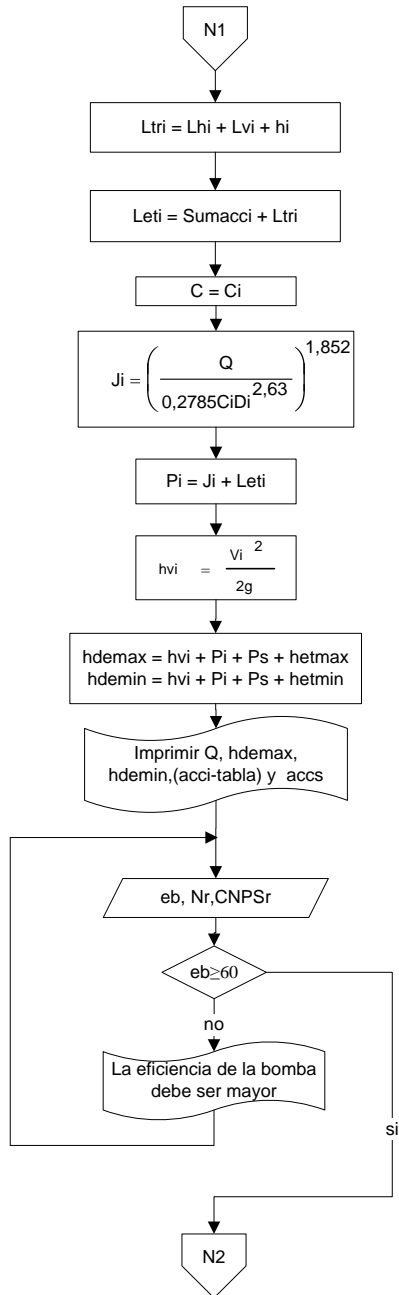 N1
Ltri = Lhi + Lvi + hi
Leti = Sumacci + Ltri
C = Ci
Ji = ( Q / 0,2785CiDi^2,63 )^1,852
Pi = Ji + Leti
hvi = Vi^2 / 2g
hdemax = hvi + Pi + Ps + hetmax
hdemin = hvi + Pi + Ps + hetmin
Imprimir Q, hdemax,
hdemin,(acci-tabla) y accs
eb, Nr,CNPSr
eb≥60
no
La eficiencia de la bomba
debe ser mayor
si
N2